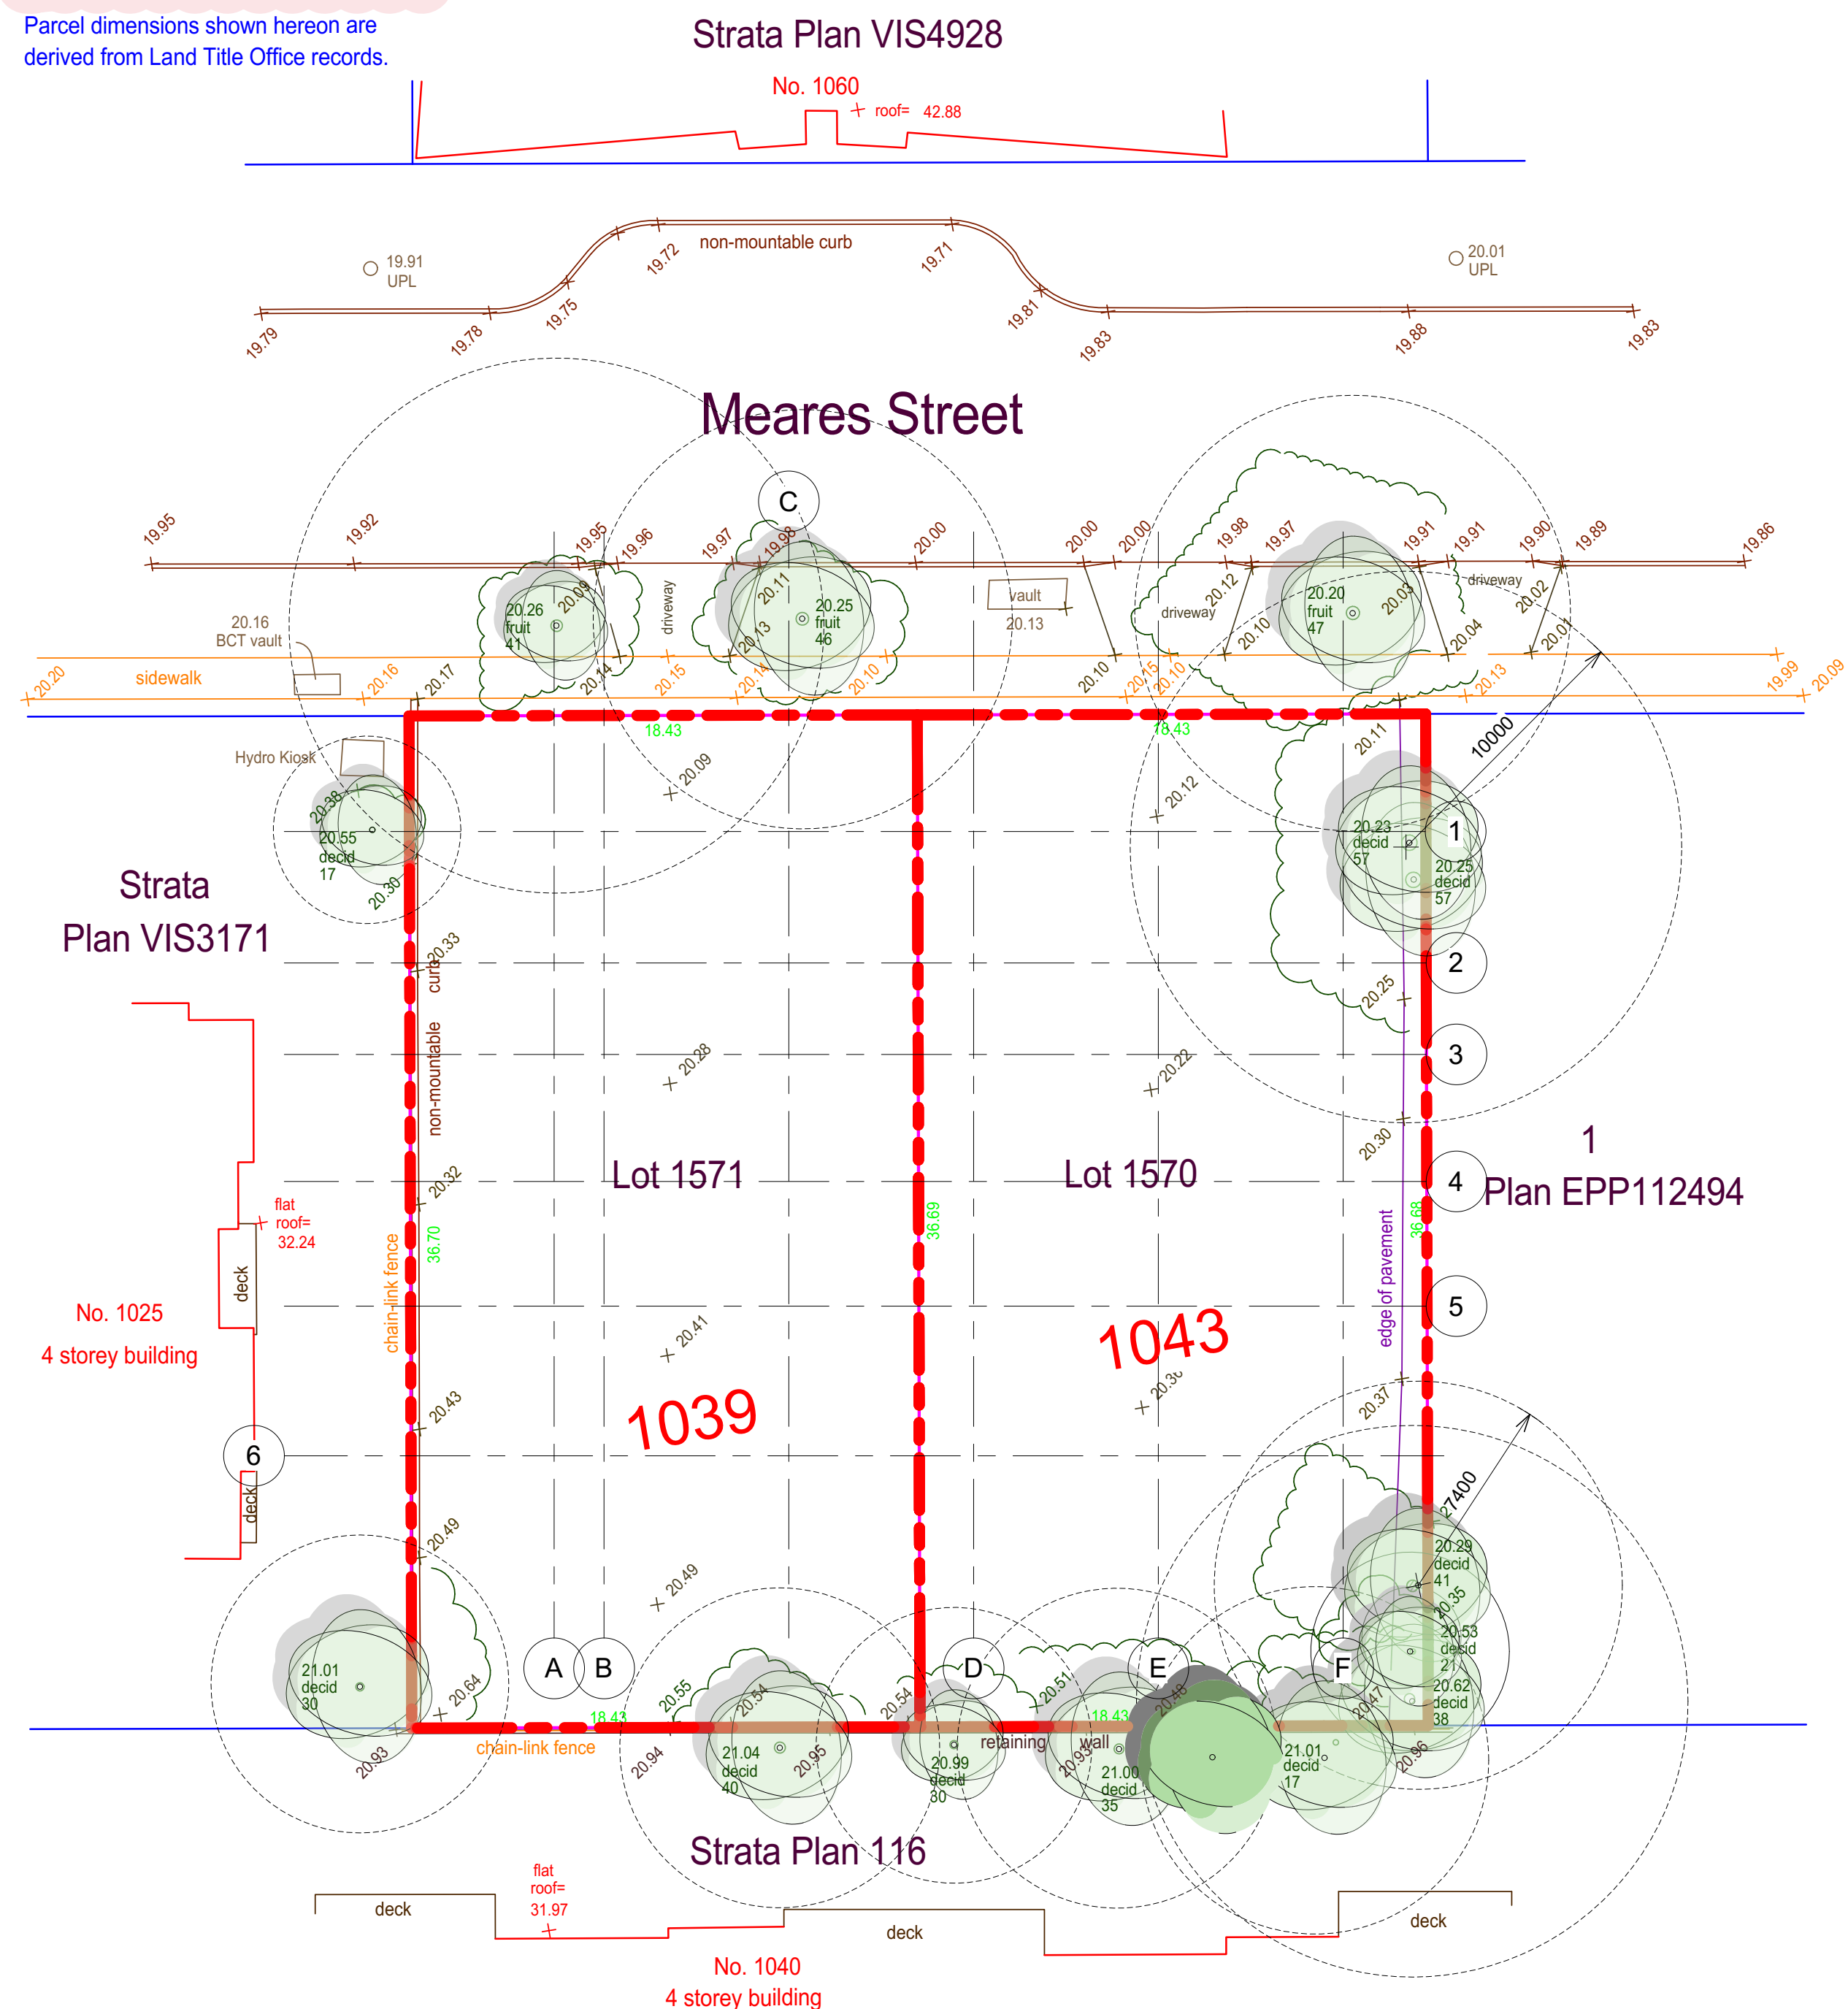 Parcel dimensions shown hereon are
derived from Land Title Office records.
Strata Plan VIS4928
No. 1060
roof= 42.88
non-mountable curb
19.91
UPL
20.01
UPL
19.79
19.78
19.75
19.72
19.71
19.81
19.83
19.88
19.83
Meares Street
C
19.95
19.92
19.95
19.96
19.97
19.98
20.00
20.00
20.00
19.98
19.97
19.91
19.91
19.90
19.89
19.86
20.26
fruit
41
20.09
driveway
20.11
20.25
fruit
46
20.13
vault
20.13
driveway
20.12
20.20
fruit
47
20.03
driveway
20.02
20.16
BCT vault
20.10
20.04
20.01
sidewalk
20.20
20.16
20.17
20.14
20.15
20.14
20.10
20.10
20.15
20.10
20.13
19.99
20.09
18.43
18.43
20.11
10000
Hydro Kiosk
20.09
20.12
20.38
20.55
decid
17
20.30
20.23
decid
57
1
20.25
decid
57
Strata
Plan VIS3171
20.33
non-mountable curb
2
20.25
3
20.28
20.22
20.30
1
Plan EPP112494
Lot 1571
Lot 1570
4
20.32
36.70
36.69
36.68
flat
roof=
32.24
deck
chain-link fence
edge of pavement
No. 1025
4 storey building
5
20.41
1043
1039
20.37
20.43
6
deck
7400
20.49
20.49
20.29
decid
41
20.35
20.53
decid
21
20.62
decid
38
21.01
decid
30
20.64
A
B
D
E
F
20.55
20.54
20.54
20.51
20.48
20.47
18.43
18.43
chain-link fence
retaining wall
20.93
20.94
20.95
20.93
20.96
21.04
decid
40
20.99
decid
30
21.00
decid
35
21.01
decid
17
Strata Plan 116
flat
roof=
31.97
deck
deck
deck
No. 1040
4 storey building